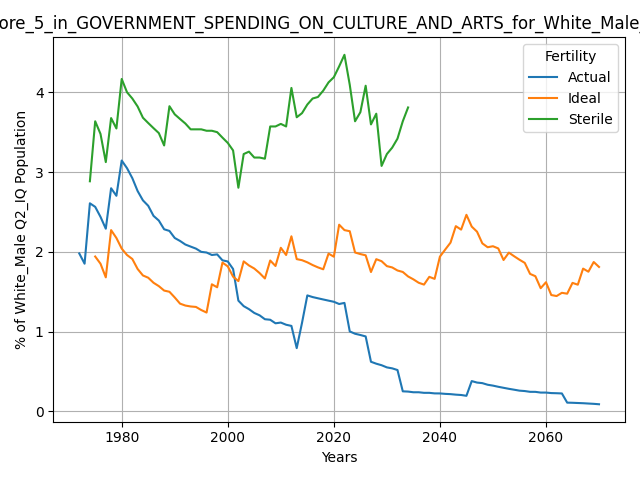 ore_5_in_GOVERNMENT_SPENDING_ON_CULTURE_AND_ARTS_for_White_Male_
% of White_Male Q2_IQ Population
4
3
2
1
0
Fertility
Actual
Ideal
Sterile
1980 2000 2020 2040 2060
Years